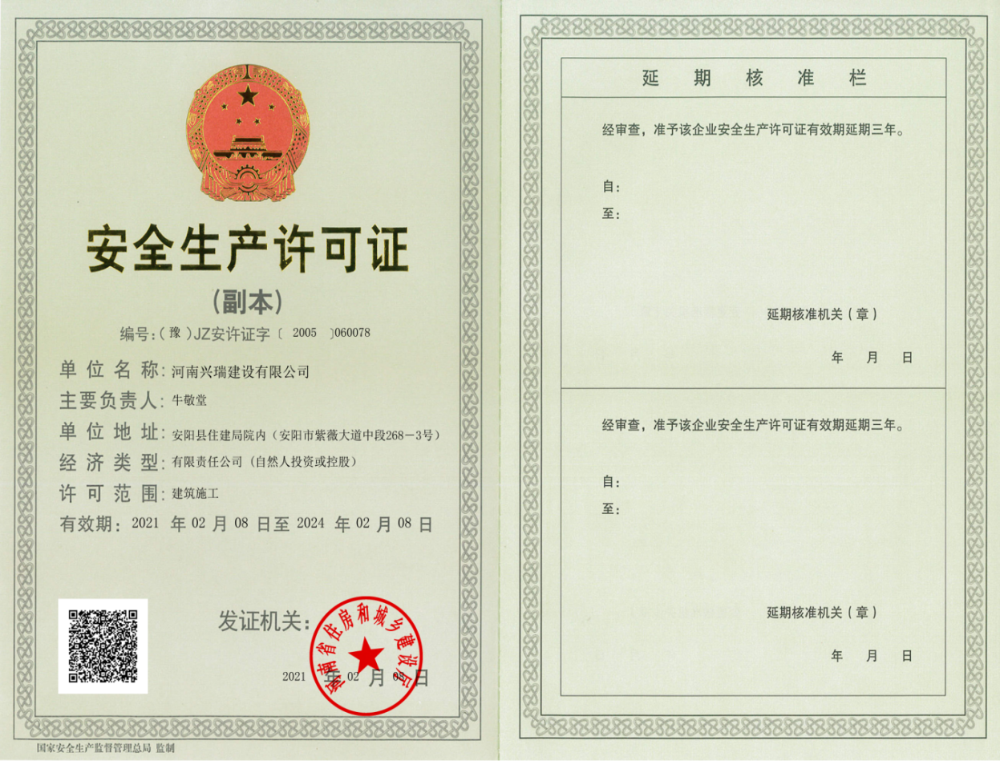 安全生产许可证
(副本)
编号:(豫)JZ安许证字〔 2005 〕060078
单位名称: 河南兴瑞建设有限公司
主要负责人: 牛敬堂
单位地址: 安阳县住建局院内（安阳市紫薇大道中段268－3号）
经济类型: 有限责任公司（自然人投资或控股）
许可范围: 建筑施工
有效期: 2021 年 02 月 08 日至 2024 年 02 月 08 日
发证机关:
河南省住房和城乡建设厅
2021 年 02 月 08 日
国家安全生产监督管理总局 监制
延期核准栏
经审查，准予该企业安全生产许可证有效期延期三年。
自:
至:
延期核准机关(章)
年 月 日
经审查，准予该企业安全生产许可证有效期延期三年。
自:
至:
延期核准机关(章)
年 月 日